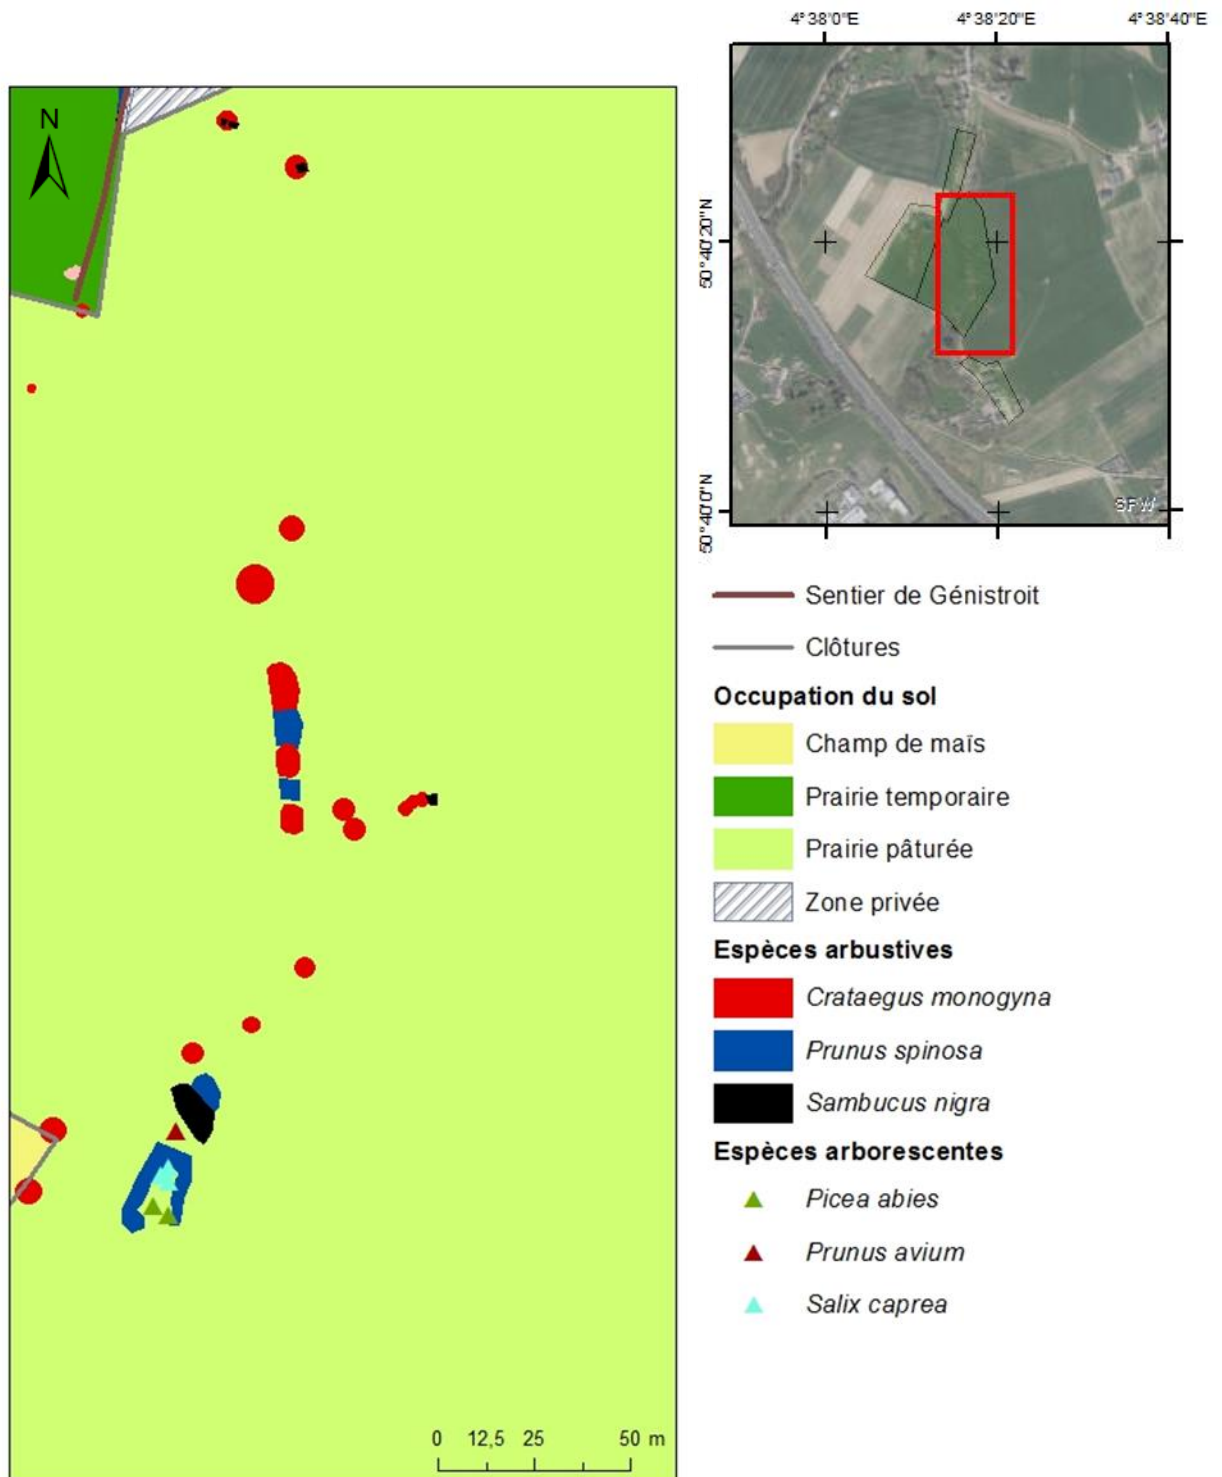 4°38'0"E 4°38'20"E 4°38'40"E
N
50°40'20"N
50°40'0"N
SPW
Sentier de Génistroit
Clôtures
Occupation du sol
Champ de maïs
Prairie temporaire
Prairie pâturée
Zone privée
Espèces arbustives
Crataegus monogyna
Prunus spinosa
Sambucus nigra
Espèces arborescentes
Picea abies
Prunus avium
Salix caprea
0 12,5 25 50 m